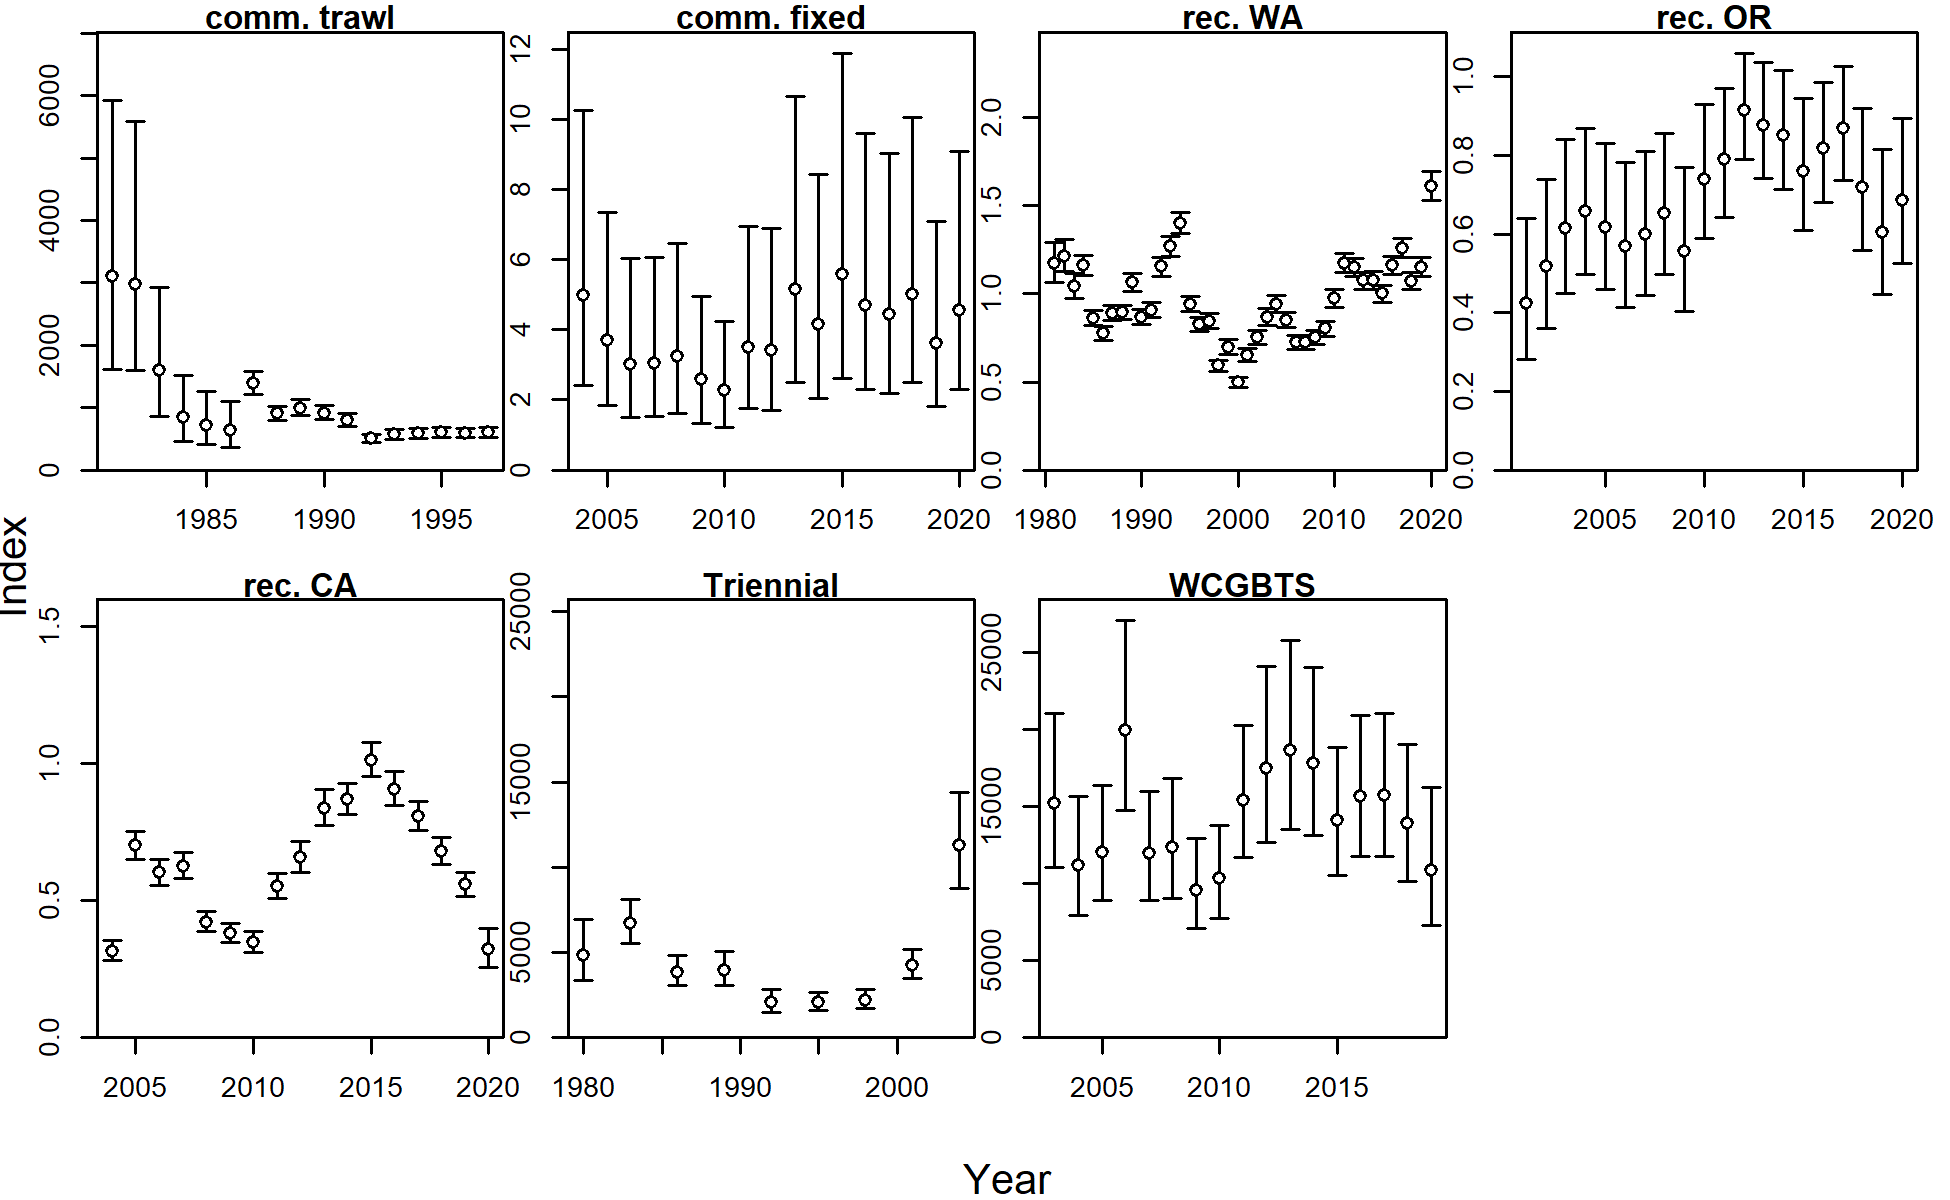 comm. trawl
comm. fixed
rec. WA
rec. OR
0 2000 4000 6000
0 2 4 6 8 10 12
0.0 0.5 1.0 1.5 2.0
0.0 0.2 0.4 0.6 0.8 1.0
1985 1990 1995
2005 2010 2015 2020
1980 1990 2000 2010 2020
2005 2010 2015 2020
Index
rec. CA
Triennial
WCGBTS
0.0 0.5 1.0 1.5
0 5000 15000 25000
0 5000 15000 25000
2005 2010 2015 2020
1980 1990 2000
2005 2010 2015
Year